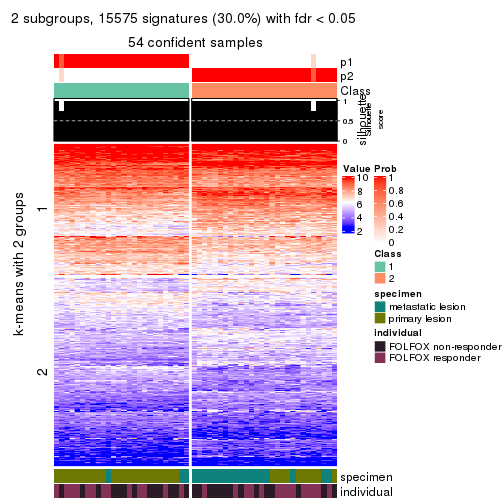 2 subgroups, 15575 signatures (30.0%) with fdr < 0.05
54 confident samples
p1
p2
Class
1
0.5
0
silhouette
score
k-means with 2 groups
1
2
Value
10
8
6
4
2
Prob
1
0.8
0.6
0.4
0.2
0
Class
1
2
specimen
metastatic lesion
primary lesion
individual
FOLFOX non-responder
FOLFOX responder
specimen
individual